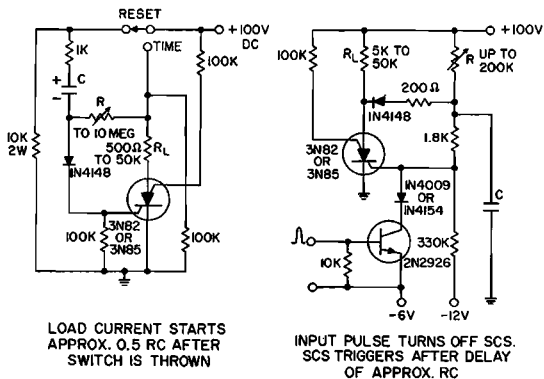 RESET
+100V
DC
TIME
1K
100K
+
C
-
R
TO 10 MEG
500Ω
TO 50K
RL
10K
2W
1N4148
3N82
OR
3N85
100K
100K
LOAD CURRENT STARTS
APPROX. 0.5 RC AFTER
SWITCH IS THROWN
+100V
100K
RL
5K TO
50K
R
UP TO
200K
200Ω
1N4148
1.8K
3N82
OR
3N85
1N4009
OR
1N4154
C
330K
10K
2N2926
-6V
-12V
INPUT PULSE TURNS OFF SCS.
SCS TRIGGERS AFTER DELAY
OF APPROX. RC